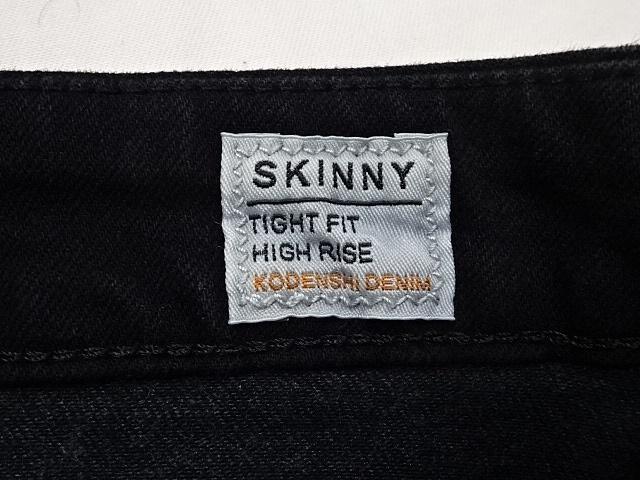 SKINNY
TIGHT FIT
HIGH RISE
KODENSHI DENIM